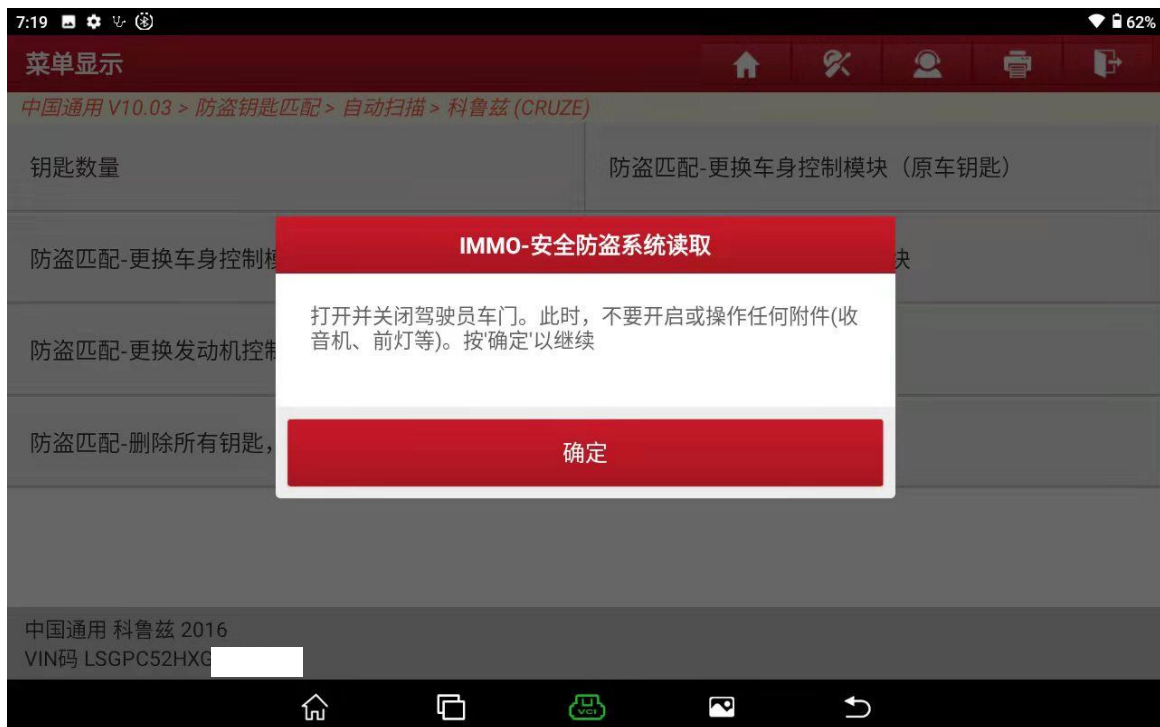 7:19
62%
菜单显示
中国通用 V10.03 > 防盗钥匙匹配 > 自动扫描 > 科鲁兹 (CRUZE)
钥匙数量
防盗匹配-更换车身控制模块（原车钥匙）
IMMO-安全防盗系统读取
防盗匹配-更换车身控制模
块
打开并关闭驾驶员车门。此时，不要开启或操作任何附件(收
音机、前灯等)。按'确定'以继续
防盗匹配-更换发动机控制
防盗匹配-删除所有钥匙，
确定
中国通用 科鲁兹 2016
VIN码 LSGPC52HXG
VCI